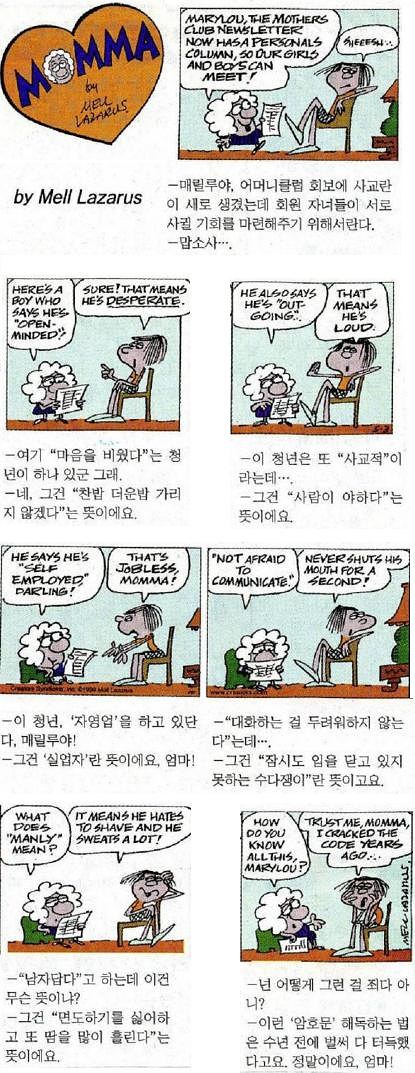 MOMMA
by
MELL
LAZARUS
by Mell Lazarus
MARYLOU, THE MOTHERS
CLUB NEWSLETTER
NOW HAS A PERSONALS
COLUMN, SO OUR GIRLS
AND BOYS CAN
MEET!
SHEESH...
-매릴루야, 어머니클럽 회보에 사교란
이 새로 생겼는데 회원 자녀들이 서로
사귈 기회를 마련해주기 위해서란다.
-맙소사….
HERE'S A
BOY WHO
SAYS HE'S
"OPEN-
MINDED."
SURE! THAT MEANS
HE'S DESPERATE.
-여기 “마음을 비웠다”는 청
년이 하나 있군 그래.
-네, 그건 “찬밥 더운밥 가리
지 않겠다”는 뜻이에요.
HE ALSO SAYS
HE'S "OUT-
GOING"...
THAT
MEANS
HE'S
LOUD.
5-2
-이 청년은 또 “사교적”이
라는데….
-그건 “사람이 야하다”는
뜻이에요.
HE SAYS HE'S
"SELF
EMPLOYED,"
DARLING!
THAT'S
JOBLESS,
MOMMA!
Creators Syndicate, Inc. ©1999 Mell Lazarus
-이 청년, ‘자영업’을 하고 있단
다, 매릴루야!
-그건 ‘실업자’란 뜻이에요, 엄마!
"NOT AFRAID
TO
COMMUNICATE."
NEVER SHUTS HIS
MOUTH FOR A
SECOND!
www.creators.com
-“대화하는 걸 두려워하지 않는
다”는데….
-그건 “잠시도 입을 닫고 있지
못하는 수다쟁이”란 뜻이고요.
WHAT
DOES
"MANLY"
MEAN?
IT MEANS HE HATES
TO SHAVE AND HE
SWEATS A LOT!
-“남자답다”고 하는데 이건
무슨 뜻이냐?
-그건 “면도하기를 싫어하
고 또 땀을 많이 흘린다”는
뜻이에요.
HOW
DO YOU
KNOW
ALL THIS,
MARYLOU?
TRUST ME, MOMMA,
I CRACKED THE
CODE YEARS
AGO...
MELL LAZARUS
-넌 어떻게 그런 걸 죄다 아
니?
-이런 ‘암호문’ 해독하는 법
은 수년 전에 벌써 다 터득했
다고요. 정말이에요, 엄마!